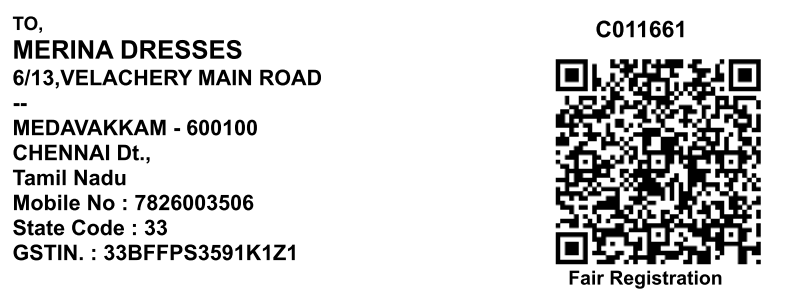 TO,
MERINA DRESSES
6/13,VELACHERY MAIN ROAD
--
MEDAVAKKAM - 600100
CHENNAI Dt.,
Tamil Nadu
Mobile No : 7826003506
State Code : 33
GSTIN. : 33BFFPS3591K1Z1
C011661
Fair Registration